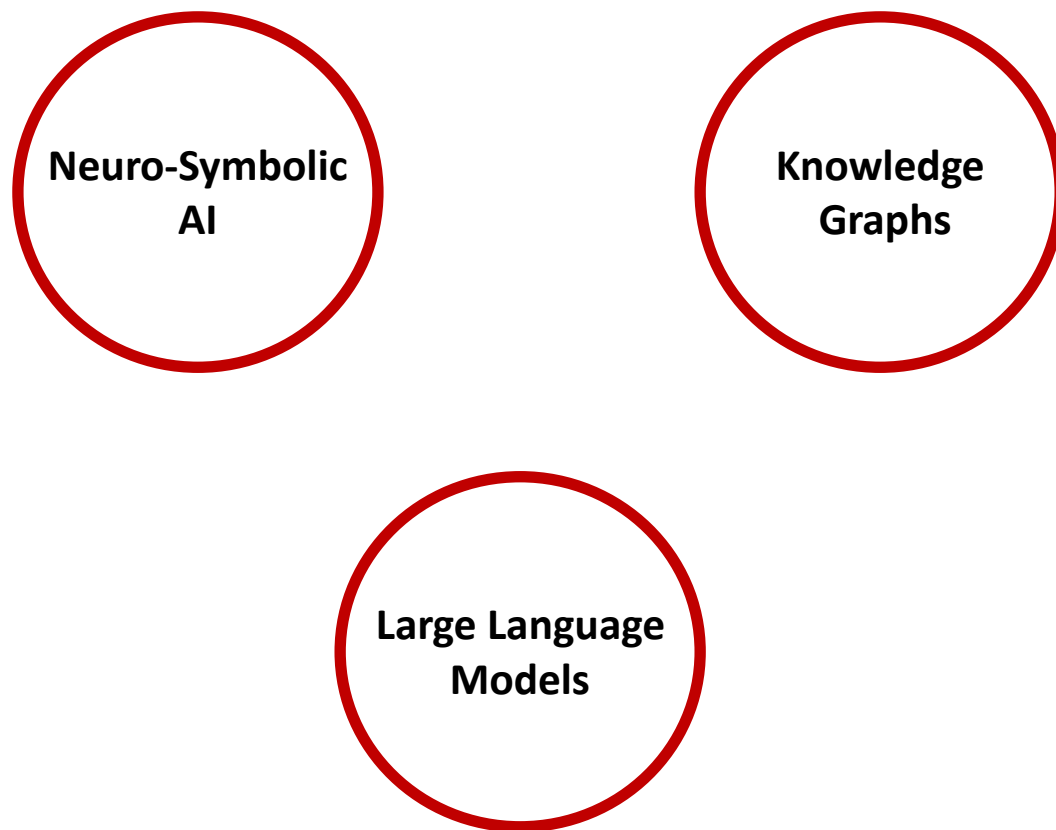 Neuro-Symbolic
AI
Knowledge
Graphs
Large Language
Models